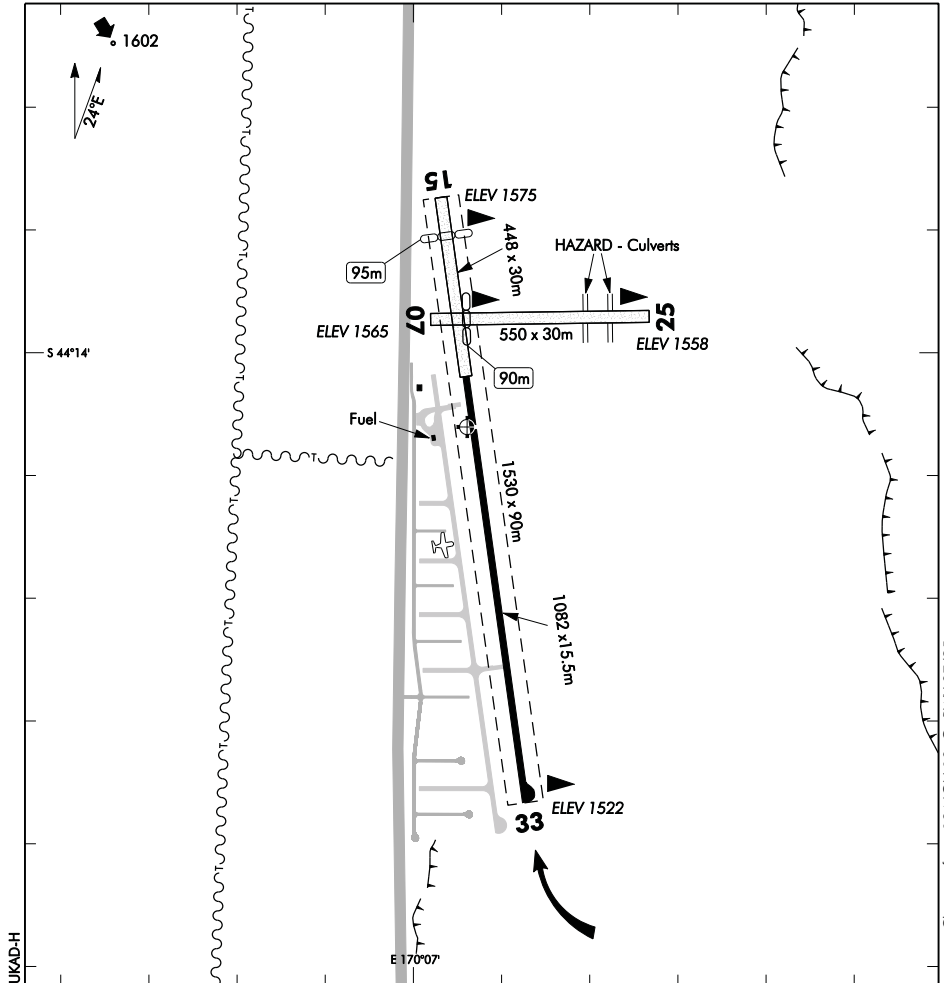 1602
24°E
15
ELEV 1575
448 x 30m
HAZARD - Culverts
95m
07
25
ELEV 1565
550 x 30m
ELEV 1558
S 44°14'
90m
Fuel
1530 x 90m
1082 x15.5m
ELEV 1522
33
E 170°07'
UKAD-H
T
T
T
T
T
T
T
T
T
T